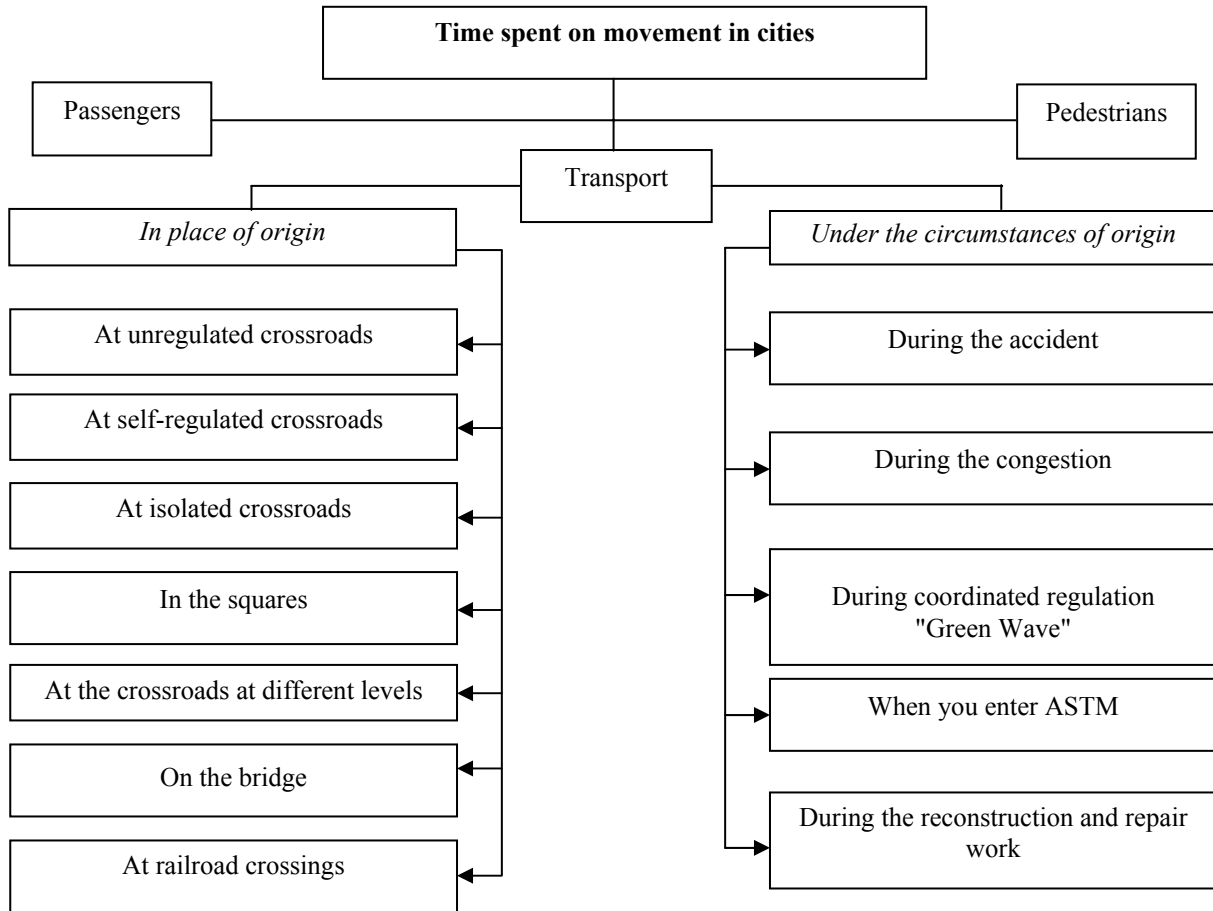 Time spent on movement in cities
Passengers
Pedestrians
Transport
In place of origin
Under the circumstances of origin
At unregulated crossroads
At self-regulated crossroads
At isolated crossroads
In the squares
At the crossroads at different levels
On the bridge
At railroad crossings
During the accident
During the congestion
During coordinated regulation
"Green Wave"
When you enter ASTM
During the reconstruction and repair
work